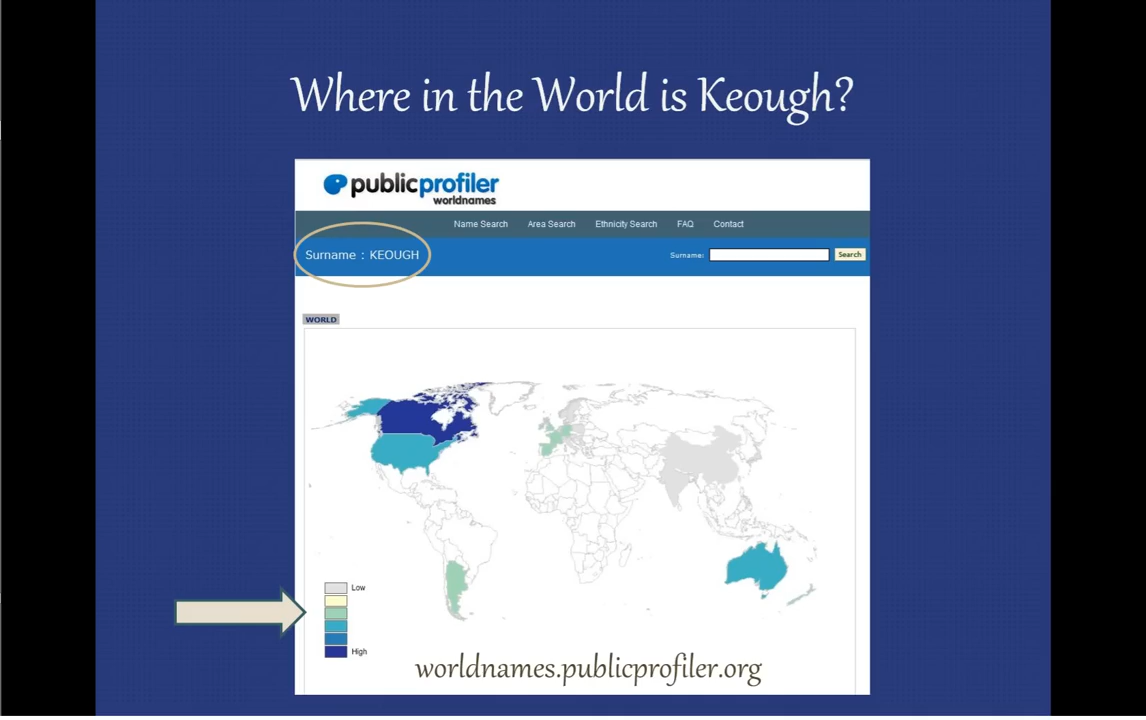 Where in the World is Keough?
publicprofiler
worldnames
Name Search Area Search Ethnicity Search FAQ Contact
Surname : KEOUGH
Surname: Search
WORLD
Low
High
worldnames.publicprofiler.org